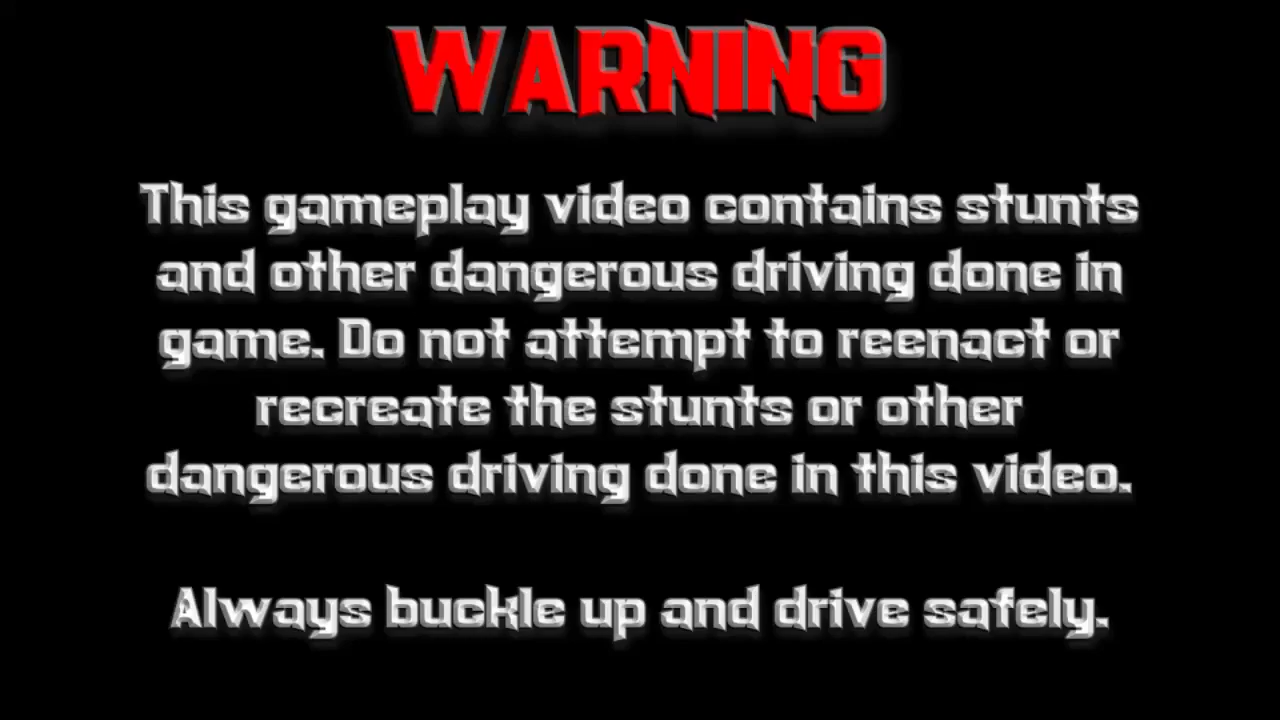 WARNING
This gameplay video contains stunts
and other dangerous driving done in
game. Do not attempt to reenact or
recreate the stunts or other
dangerous driving done in this video.
Always buckle up and drive safely.